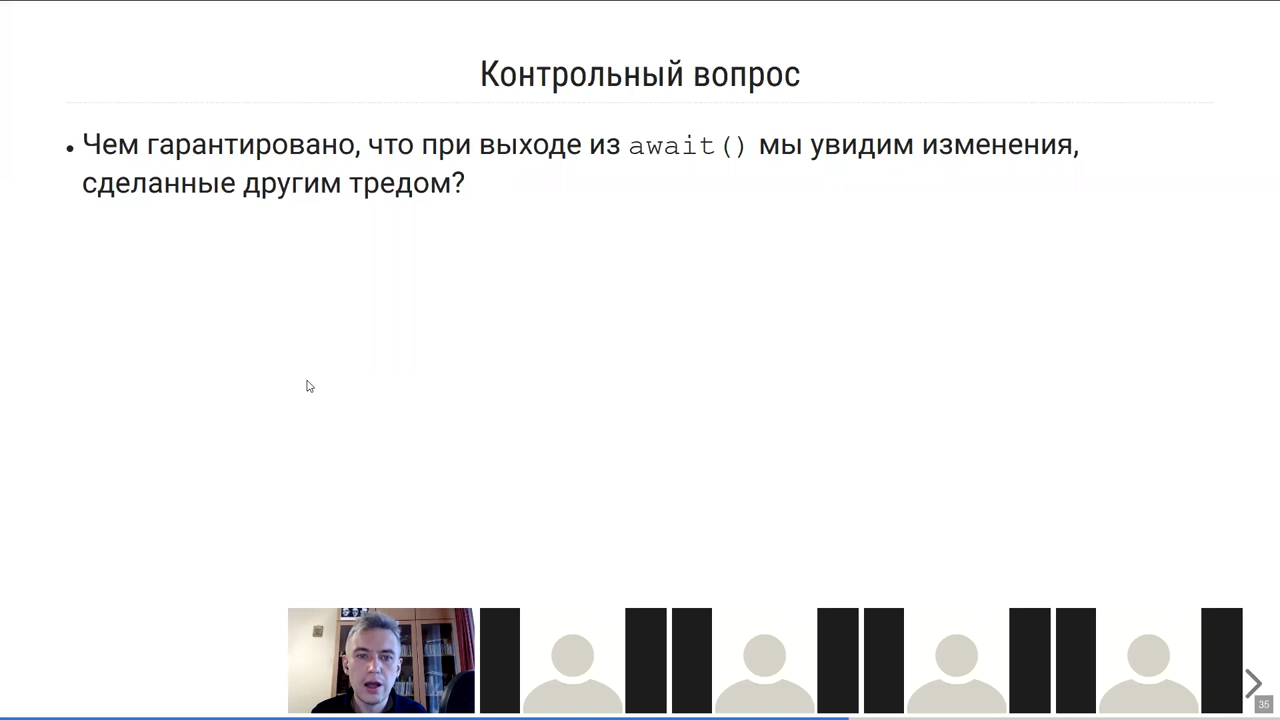 Контрольный вопрос
• Чем гарантировано, что при выходе из await() мы увидим изменения,
сделанные другим тредом?
35